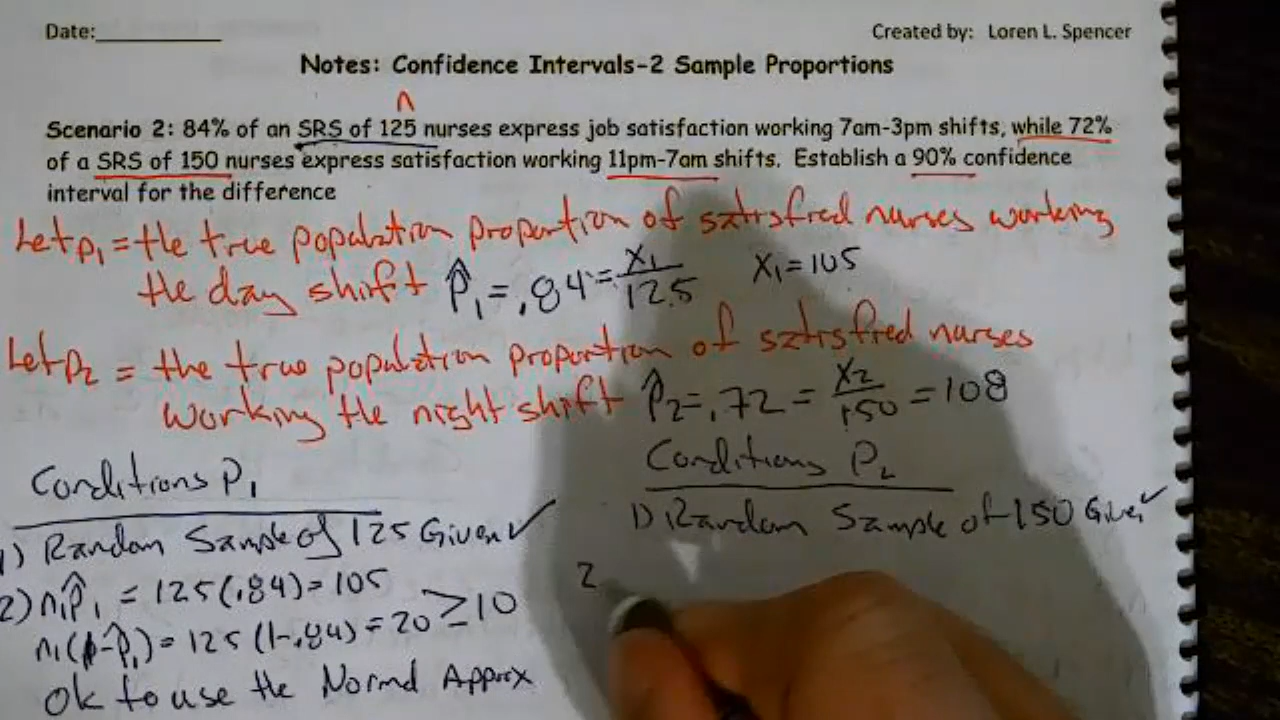 Date:__________ Created by: Loren L. Spencer
Notes: Confidence Intervals-2 Sample Proportions
n
Scenario 2: 84% of an SRS of 125 nurses express job satisfaction working 7am-3pm shifts, while 72%
of a SRS of 150 nurses express satisfaction working 11pm-7am shifts. Establish a 90% confidence
interval for the difference
Let p₁ = the true population proportion of satisfied nurses working
the day shift p̂₁ = .84 = x₁/125 x₁ = 105
Let p₂ = the true population proportion of satisfied nurses
working the night shift p̂₂ = .72 = x₂/150 = 108
Conditions P₁ Conditions P₂
1) Random Sample of 125 Given ✓ 1) Random Sample of 150 Given ✓
2) n₁p̂₁ = 125(.84) = 105 2
n₁(1-p̂₁) = 125(1-.84) = 20 ≥ 10
Ok to use the Normal Approx